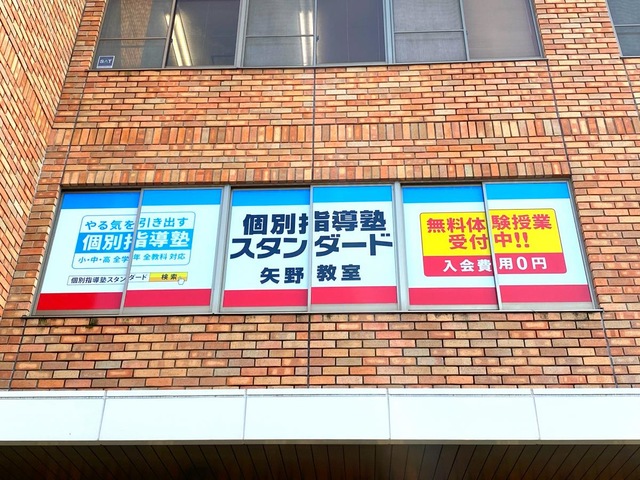 やる気を引き出す
個別指導塾
小・中・高 全学年 全教科 対応
個別指導塾スタンダード 検索
個別指導塾
スタンダード
矢野教室
無料体験授業
受付中!!
入会費用0円